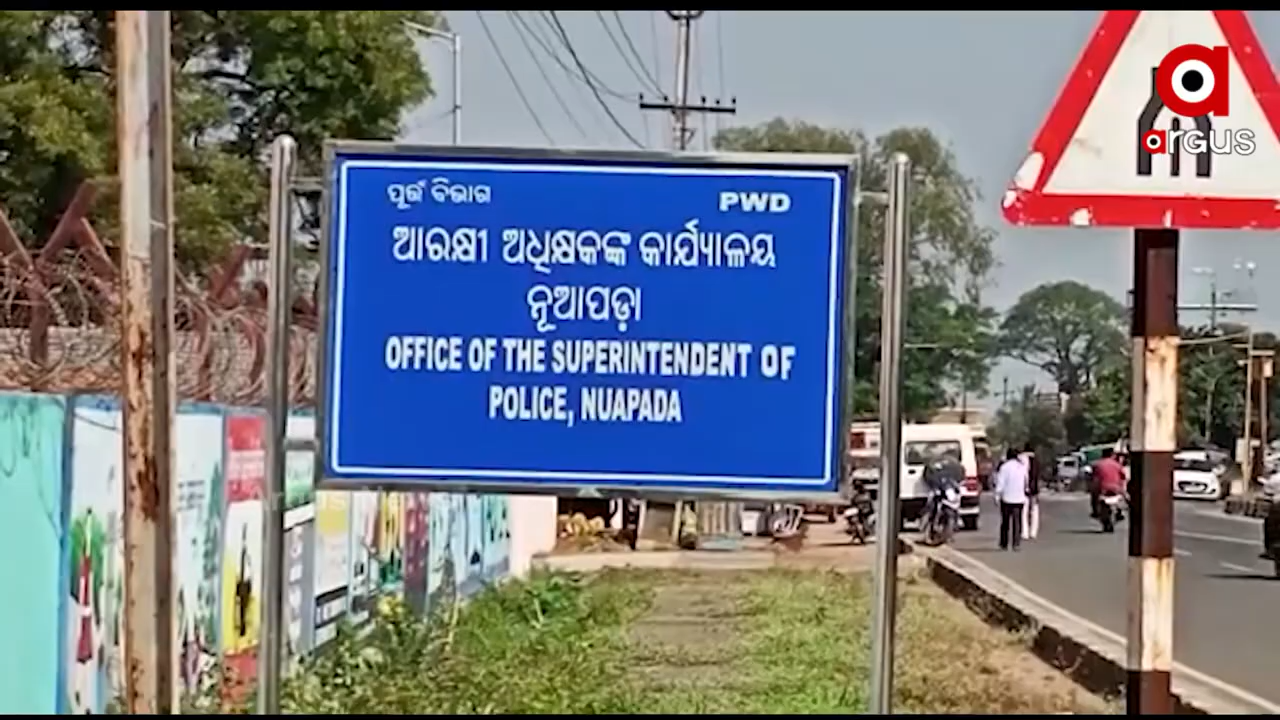 ପୂର୍ତ୍ତ ବିଭାଗ PWD
ଆରକ୍ଷୀ ଅଧିକ୍ଷକଙ୍କ କାର୍ଯ୍ୟାଳୟ
ନୂଆପଡ଼ା
OFFICE OF THE SUPERINTENDENT OF
POLICE, NUAPADA
argus